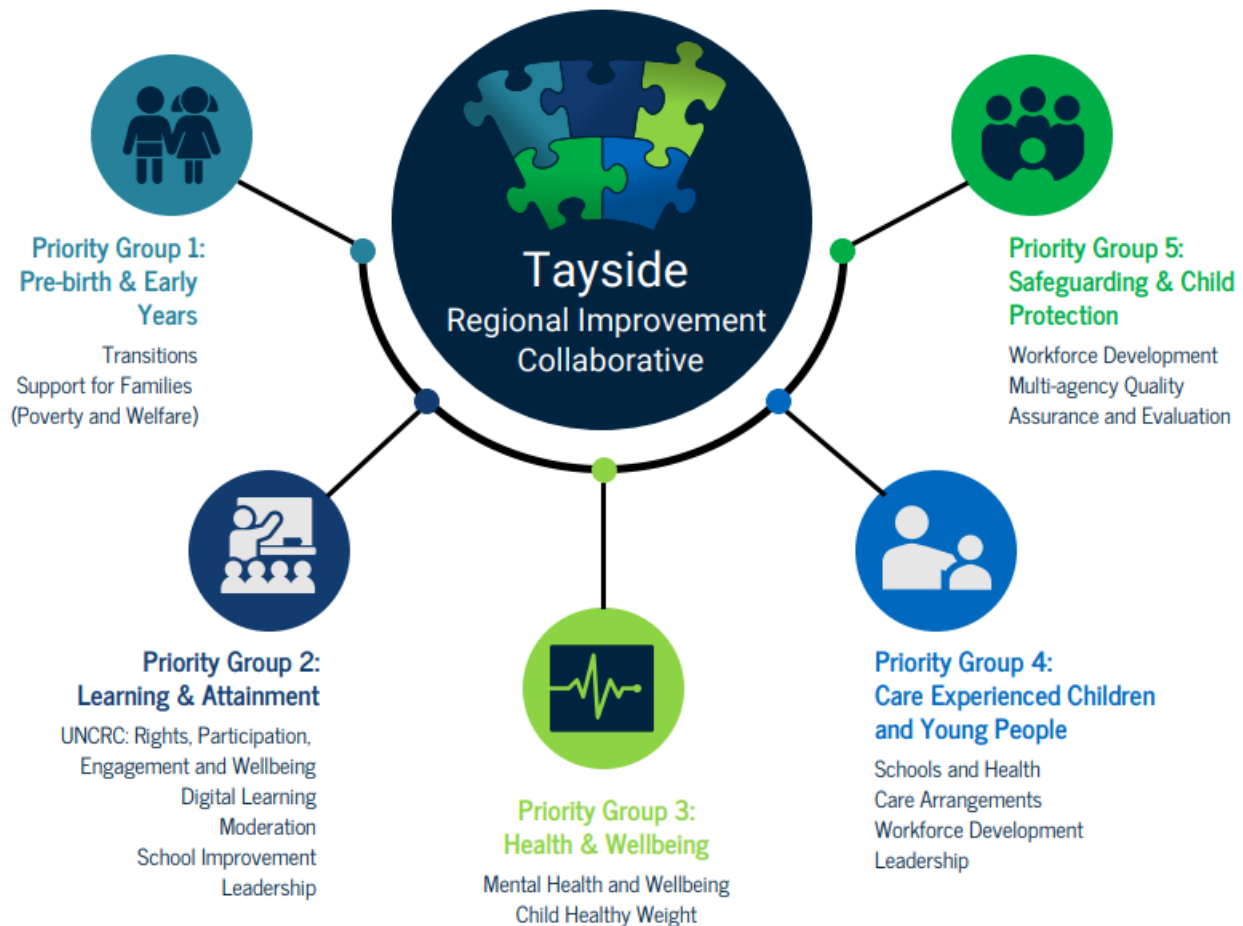 Tayside
Regional Improvement
Collaborative
Priority Group 1:
Pre-birth & Early
Years
Transitions
Support for Families
(Poverty and Welfare)
Priority Group 2:
Learning & Attainment
UNCRC: Rights, Participation,
Engagement and Wellbeing
Digital Learning
Moderation
School Improvement
Leadership
Priority Group 3:
Health & Wellbeing
Mental Health and Wellbeing
Child Healthy Weight
Priority Group 4:
Care Experienced Children
and Young People
Schools and Health
Care Arrangements
Workforce Development
Leadership
Priority Group 5:
Safeguarding & Child
Protection
Workforce Development
Multi-agency Quality
Assurance and Evaluation